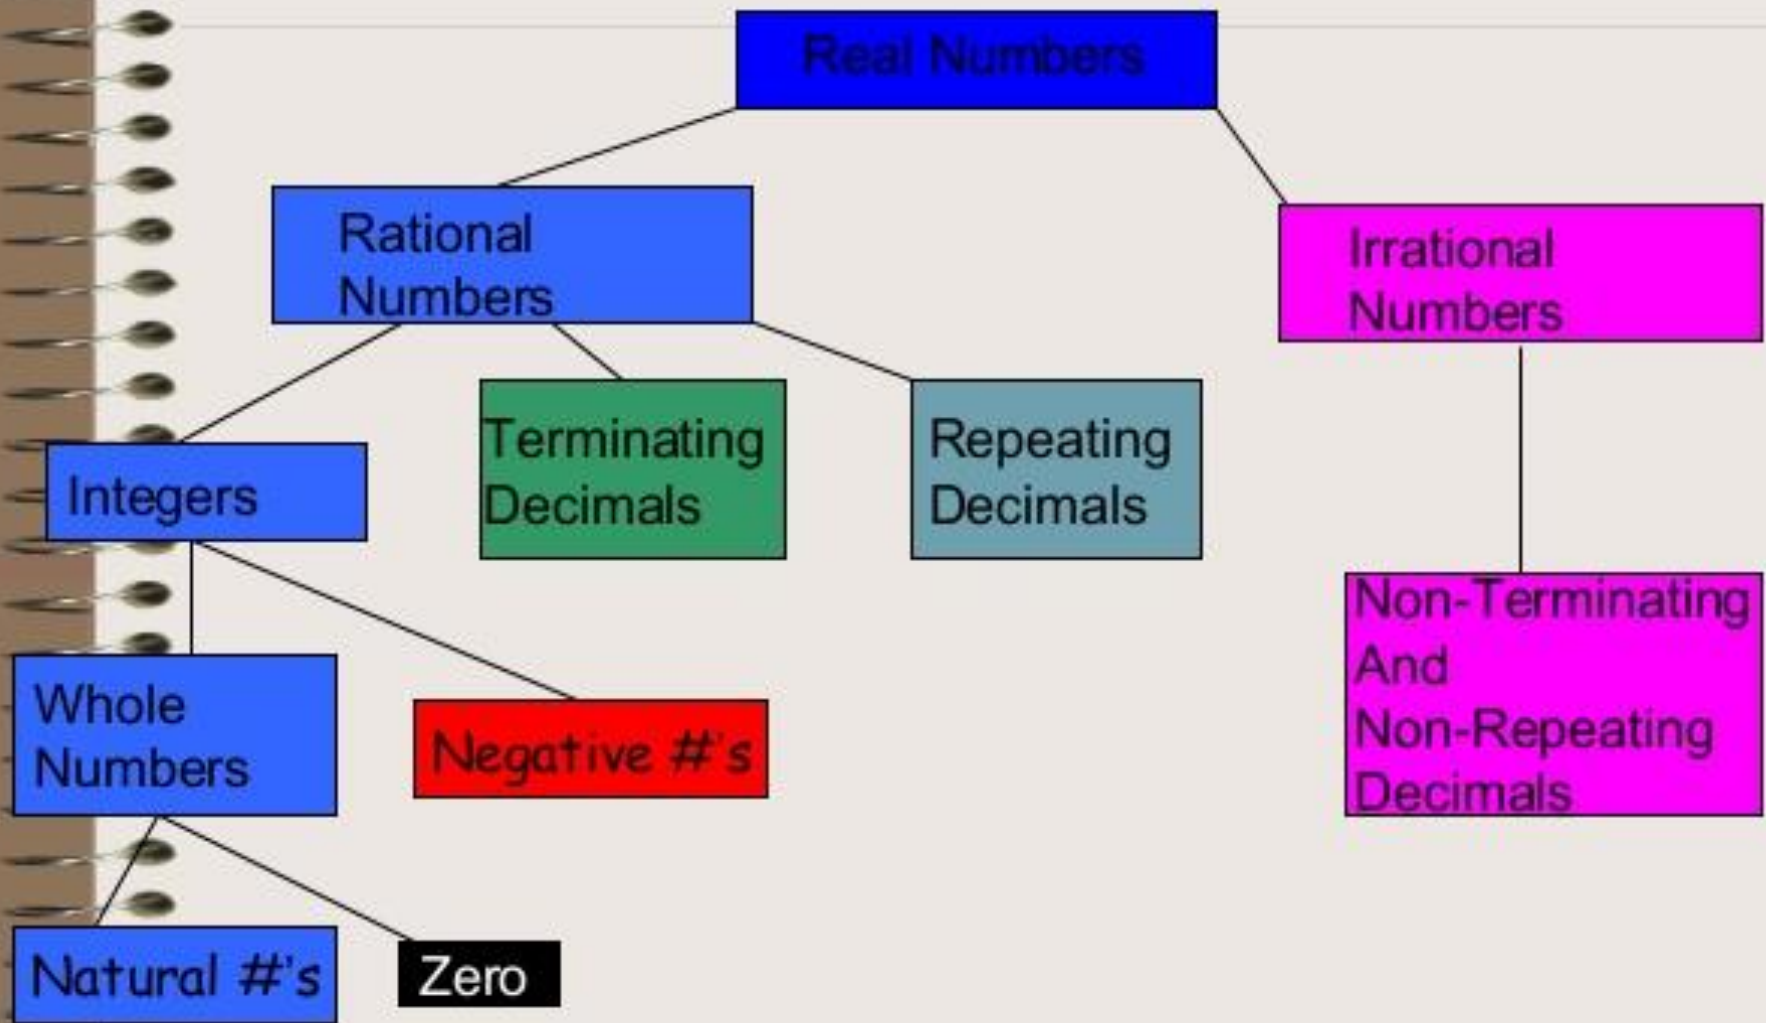 Real Numbers
Rational
Numbers
Irrational
Numbers
Integers
Terminating
Decimals
Repeating
Decimals
Whole
Numbers
Negative #'s
Non-Terminating
And
Non-Repeating
Decimals
Natural #'s
Zero